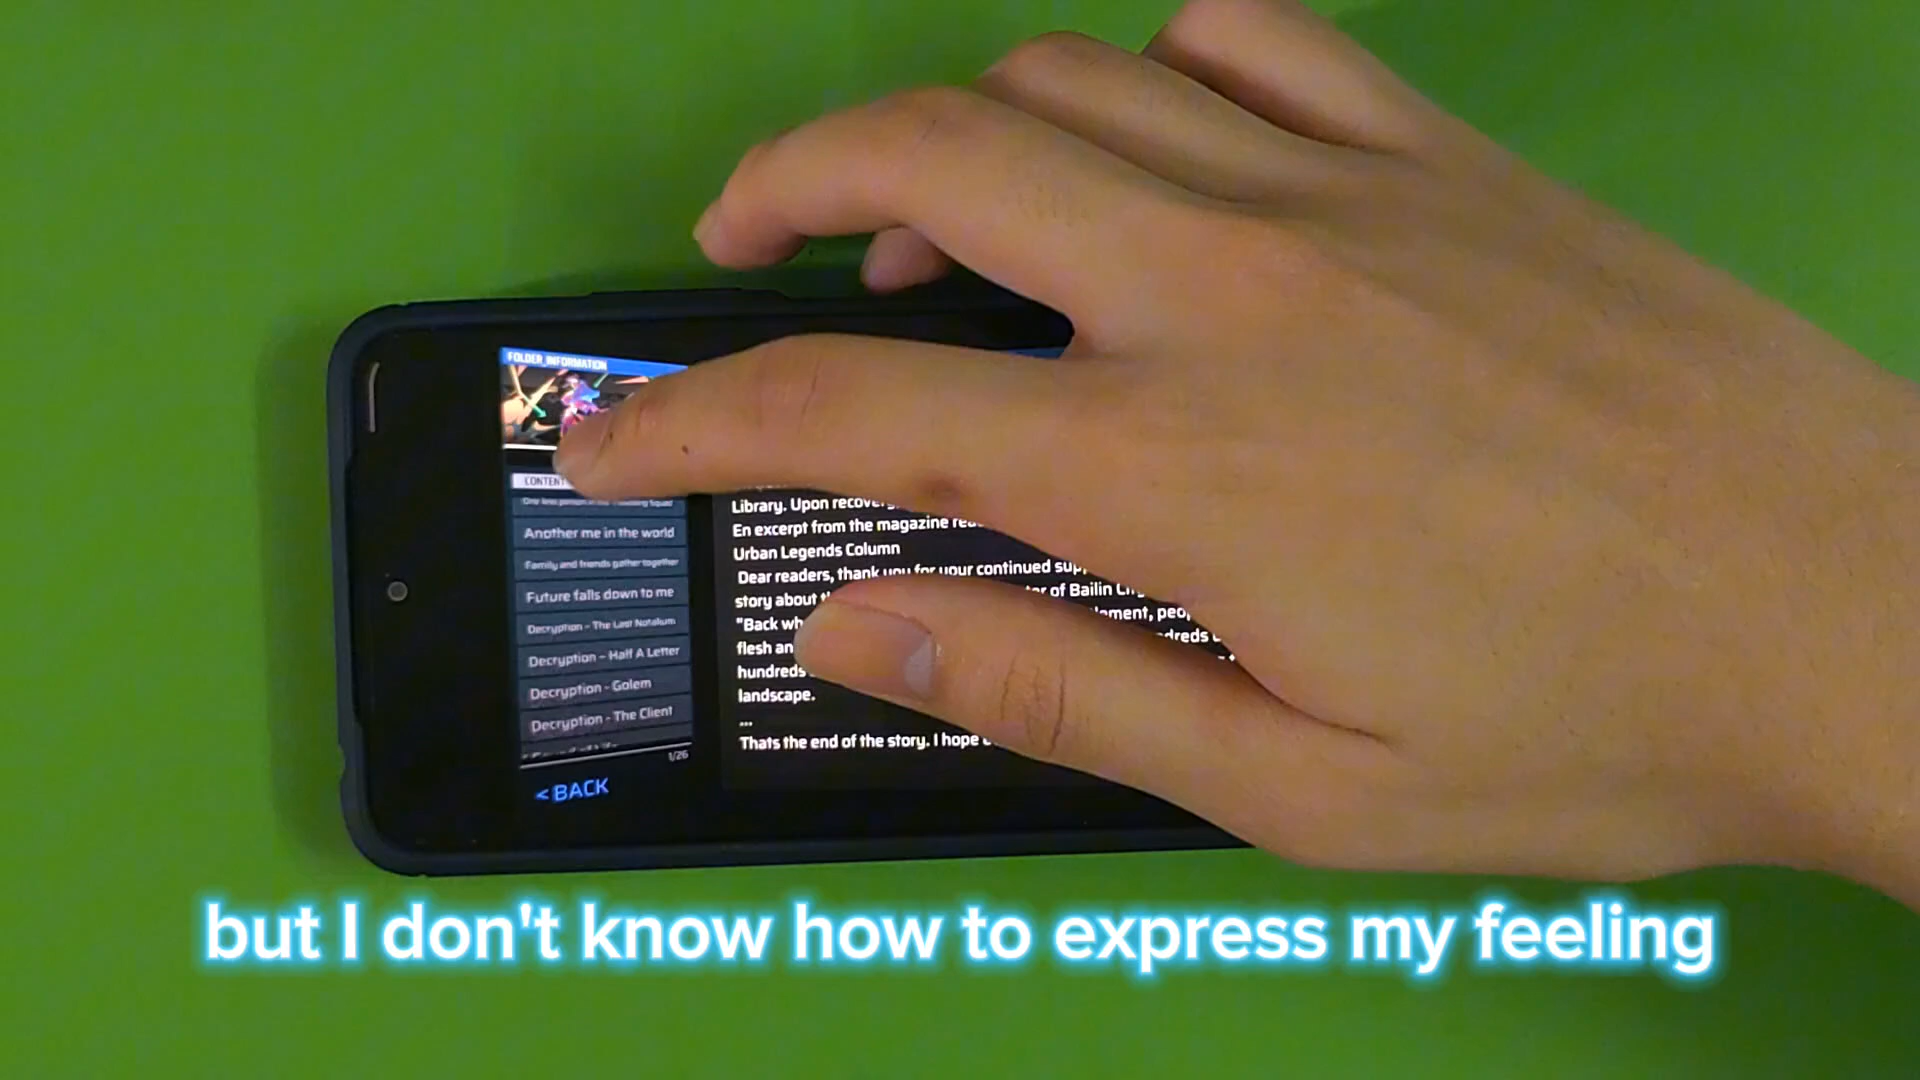 FOLDER_INFORMATION
CONTENT
Another me in the world
Family and friends gather together
Future falls down to me
Decryption - The Last Notalium
Decryption - Half A Letter
Decryption - Golem
Decryption - The Client
1/26
< BACK
Library. Upon
En excerpt from the magazine
Urban Legends Column
Dear readers, thank you for your continued
story about of Bailin
"Back
flesh
hundreds
landscape.
...
Thats the end of the story. I hope
but I don't know how to express my feeling